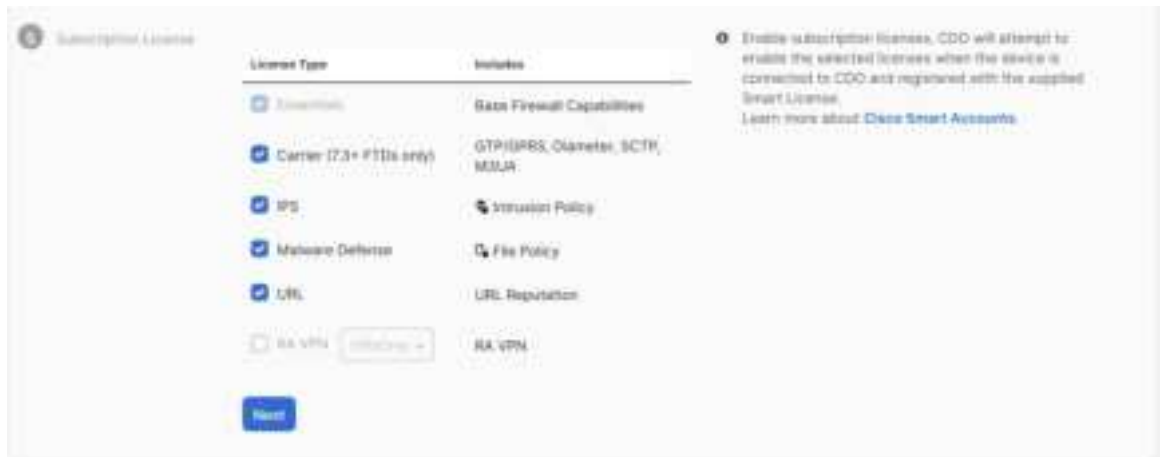 Subscription License
License Type Includes
Essentials Base Firewall Capabilities
Carrier (7.3+ FTDs only) GTP/GPRS, Diameter, SCTP,
M3UA
IPS Intrusion Policy
Malware Defense File Policy
URL URL Reputation
RA VPN RA VPN
Next
Enable subscription licenses, CDO will attempt to
enable the selected licenses when the device is
connected to CDO and registered with the supplied
Smart License.
Learn more about Cisco Smart Accounts